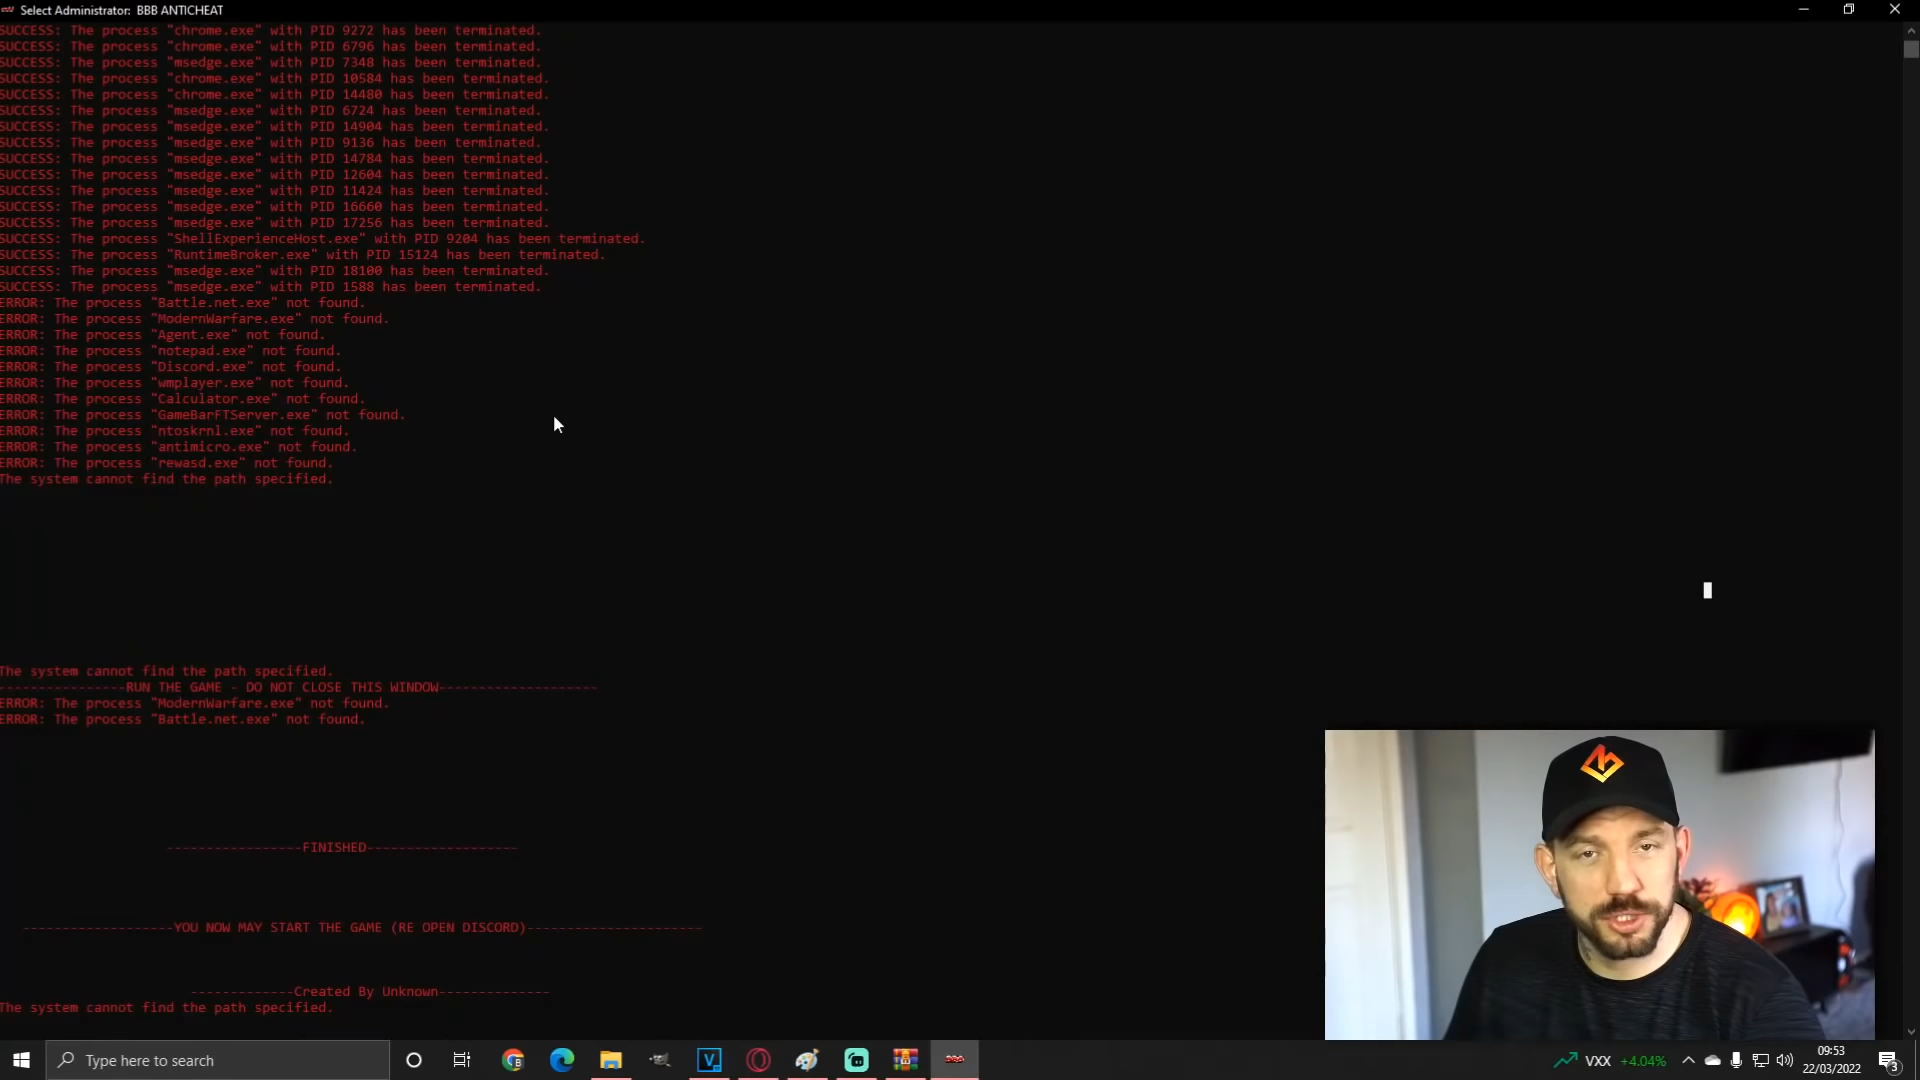 Select Administrator: BBB ANTICHEAT
SUCCESS: The process "chrome.exe" with PID 9272 has been terminated.
SUCCESS: The process "chrome.exe" with PID 6796 has been terminated.
SUCCESS: The process "msedge.exe" with PID 7348 has been terminated.
SUCCESS: The process "chrome.exe" with PID 10584 has been terminated.
SUCCESS: The process "chrome.exe" with PID 14480 has been terminated.
SUCCESS: The process "msedge.exe" with PID 6724 has been terminated.
SUCCESS: The process "msedge.exe" with PID 14904 has been terminated.
SUCCESS: The process "msedge.exe" with PID 9136 has been terminated.
SUCCESS: The process "msedge.exe" with PID 14784 has been terminated.
SUCCESS: The process "msedge.exe" with PID 12604 has been terminated.
SUCCESS: The process "msedge.exe" with PID 11424 has been terminated.
SUCCESS: The process "msedge.exe" with PID 16660 has been terminated.
SUCCESS: The process "msedge.exe" with PID 17256 has been terminated.
SUCCESS: The process "ShellExperienceHost.exe" with PID 9204 has been terminated.
SUCCESS: The process "RuntimeBroker.exe" with PID 15124 has been terminated.
SUCCESS: The process "msedge.exe" with PID 18100 has been terminated.
SUCCESS: The process "msedge.exe" with PID 1588 has been terminated.
ERROR: The process "Battle.net.exe" not found.
ERROR: The process "ModernWarfare.exe" not found.
ERROR: The process "Agent.exe" not found.
ERROR: The process "notepad.exe" not found.
ERROR: The process "Discord.exe" not found.
ERROR: The process "wmplayer.exe" not found.
ERROR: The process "Calculator.exe" not found.
ERROR: The process "GameBarFTServer.exe" not found.
ERROR: The process "ntoskrnl.exe" not found.
ERROR: The process "antimicro.exe" not found.
ERROR: The process "rewasd.exe" not found.
The system cannot find the path specified.
The system cannot find the path specified.
----------------RUN THE GAME - DO NOT CLOSE THIS WINDOW--------------------
ERROR: The process "ModernWarfare.exe" not found.
ERROR: The process "Battle.net.exe" not found.
-----------------FINISHED-------------------
-------------------YOU NOW MAY START THE GAME (RE OPEN DISCORD)----------------------
-------------Created By Unknown--------------
The system cannot find the path specified.
Type here to search
VXX +4.04%
09:53
22/03/2022
3